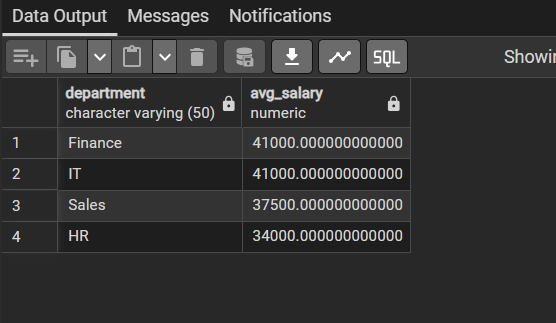 Data Output Messages Notifications
SQL Showin
department avg_salary
character varying (50) numeric
1 Finance 41000.000000000000
2 IT 41000.000000000000
3 Sales 37500.000000000000
4 HR 34000.000000000000